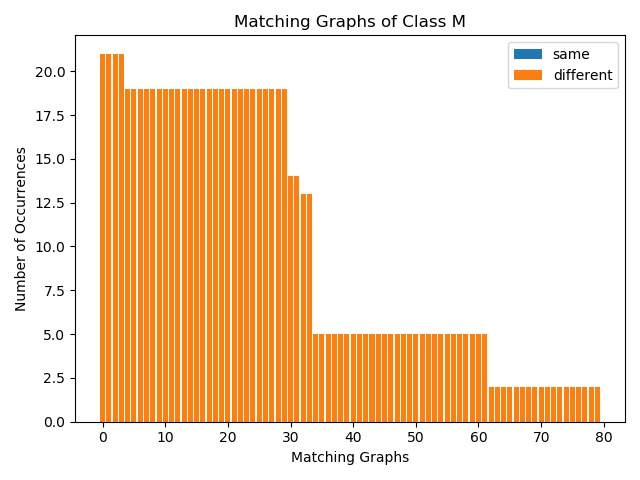 Matching Graphs of Class M
same
different
Number of Occurrences
20.0
17.5
15.0
12.5
10.0
7.5
5.0
2.5
0.0
0 10 20 30 40 50 60 70 80
Matching Graphs